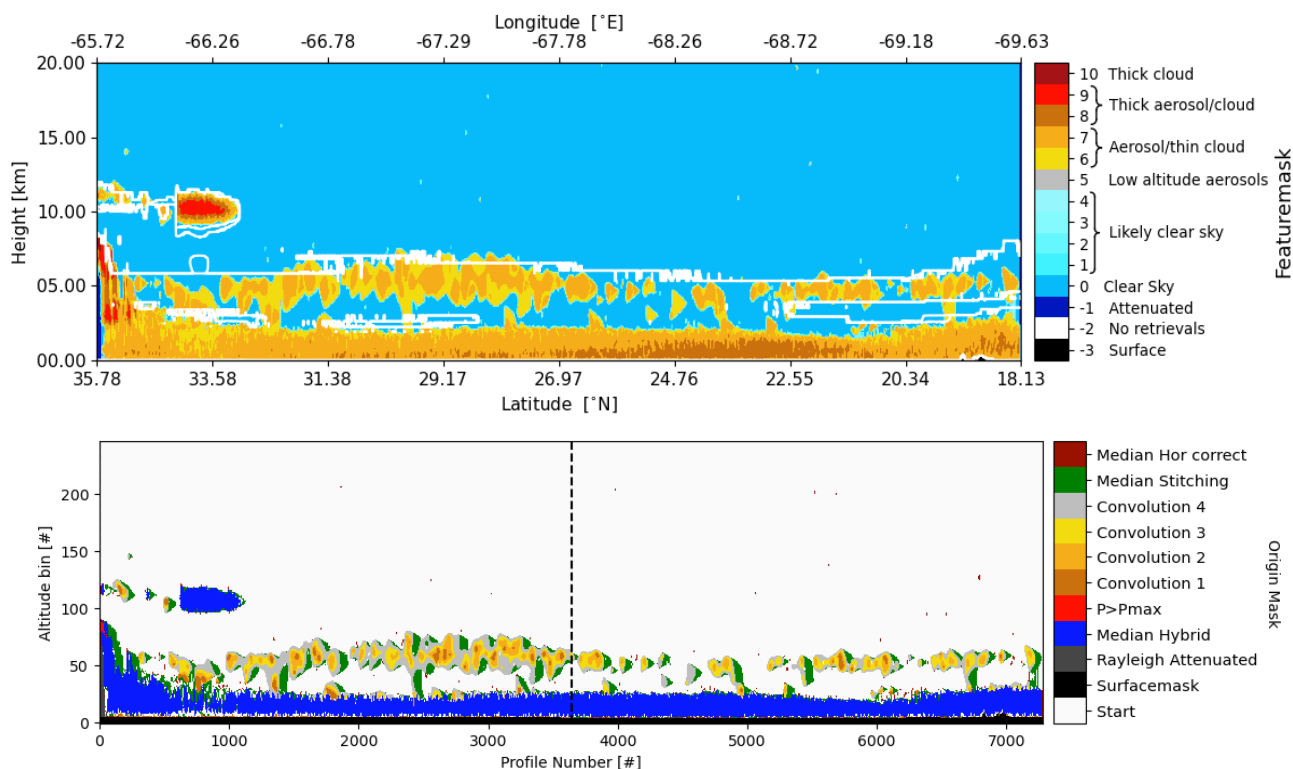 Longitude [°E]
-65.72 -66.26 -66.78 -67.29 -67.78 -68.26 -68.72 -69.18 -69.63
20.00
15.00
10.00
05.00
00.00
Height [km]
35.78 33.58 31.38 29.17 26.97 24.76 22.55 20.34 18.13
Latitude [°N]
10 Thick cloud
9
Thick aerosol/cloud
8
7
Aerosol/thin cloud
6
5 Low altitude aerosols
4
3
Likely clear sky
2
1
0 Clear Sky
-1 Attenuated
-2 No retrievals
-3 Surface
Featuremask
200
150
100
50
0
Altitude bin [#]
0 1000 2000 3000 4000 5000 6000 7000
Profile Number [#]
Median Hor correct
Median Stitching
Convolution 4
Convolution 3
Convolution 2
Convolution 1
P>Pmax
Median Hybrid
Rayleigh Attenuated
Surfacemask
Start
Origin Mask